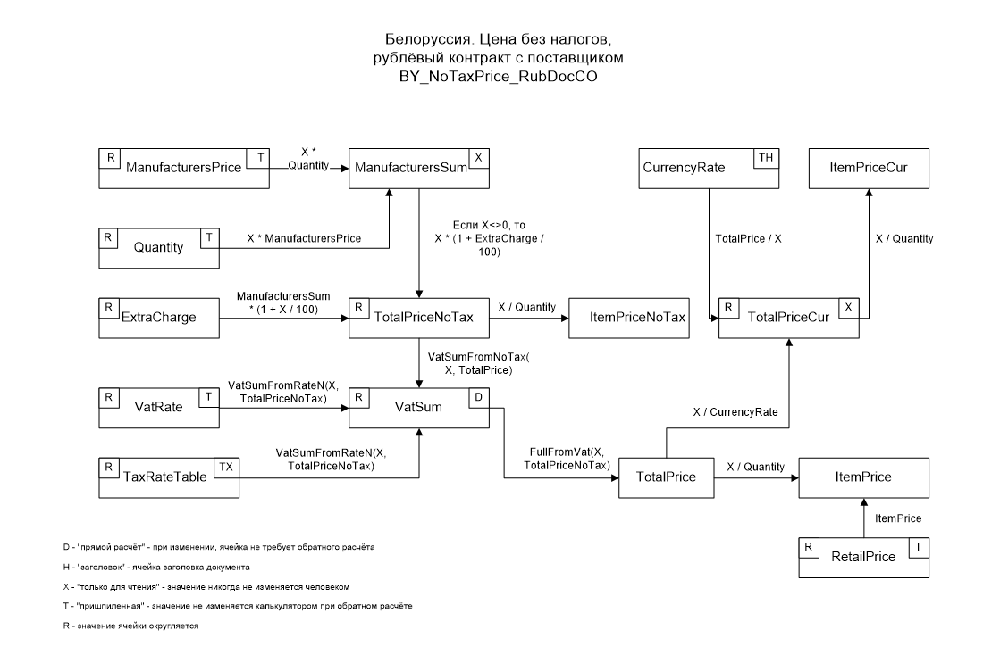 Белоруссия. Цена без налогов,
рублёвый контракт с поставщиком
BY_NoTaxPrice_RubDocCO
R
ManufacturersPrice
T
X *
Quantity
ManufacturersSum
X
CurrencyRate
TH
ItemPriceCur
R
Quantity
T
X * ManufacturersPrice
Если X<>0, то
X * (1 + ExtraCharge /
100)
TotalPrice / X
X / Quantity
R
ExtraCharge
ManufacturersSum
* (1 + X / 100)
R
TotalPriceNoTax
X / Quantity
ItemPriceNoTax
R
TotalPriceCur
X
VatSumFromNoTax(
X, TotalPrice)
R
VatRate
T
VatSumFromRateN(X,
TotalPriceNoTax)
R
VatSum
D
X / CurrencyRate
R
TaxRateTable
TX
VatSumFromRateN(X,
TotalPriceNoTax)
FullFromVat(X,
TotalPriceNoTax)
TotalPrice
X / Quantity
ItemPrice
ItemPrice
R
RetailPrice
T
D - "прямой расчёт" - при изменении, ячейка не требует обратного расчёта
H - "заголовок" - ячейка заголовка документа
X - "только для чтения" - значение никогда не изменяется человеком
T - "пришпиленная" - значение не изменяется калькулятором при обратном расчёте
R - значение ячейки округляется